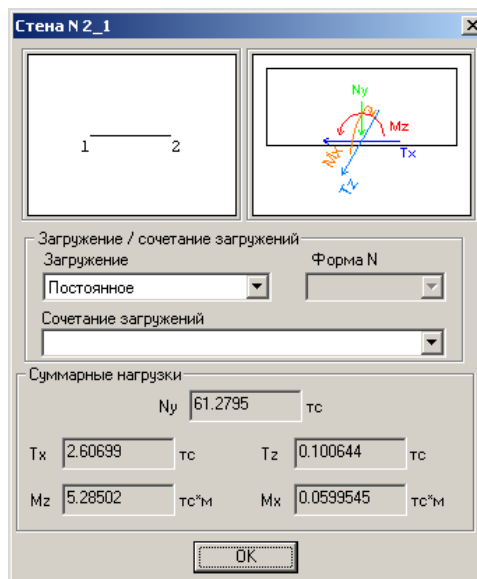 Стена N 2_1
1 2
Ny
Mz
Mx
Tx
Tz
Загружение / сочетание загружений
Загружение Форма N
Постоянное
Сочетание загружений
Суммарные нагрузки
Ny 61.2795 тс
Tx 2.60699 тс Tz 0.100644 тс
Mz 5.28502 тс*м Mx 0.0599545 тс*м
OK